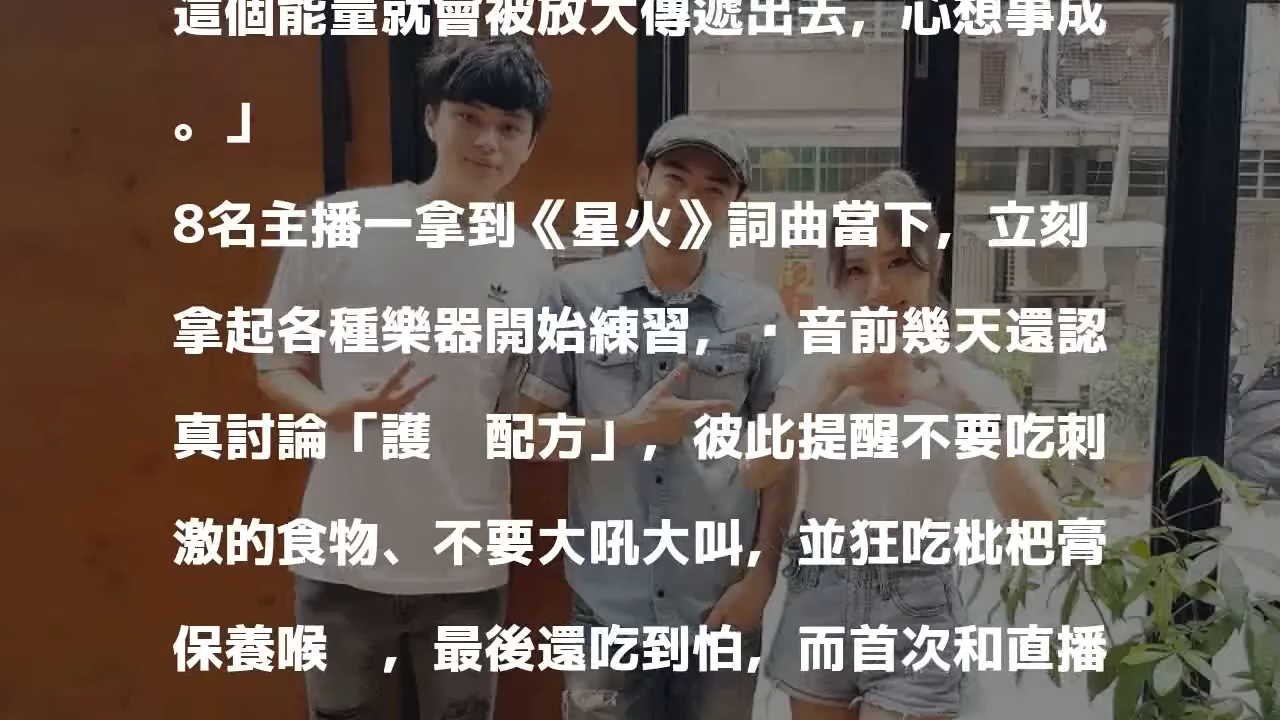 這個能量就會被放大傳遞出去，心想事成
。」
8名主播一拿到《星火》詞曲當下，立刻
拿起各種樂器開始練習，・音前幾天還認
真討論「護　配方」，彼此提醒不要吃刺
激的食物、不要大吼大叫，並狂吃枇杷膏
保養喉　，最後還吃到怕，而首次和直播